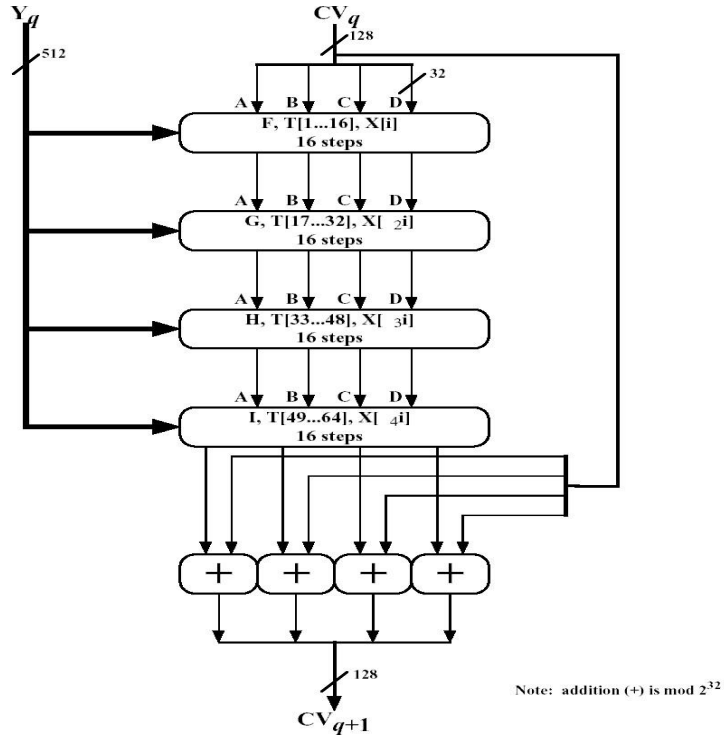 Yq
CVq
128
512
32
A B C D
F, T[1...16], X[i]
16 steps
A B C D
G, T[17...32], X[ 2i]
16 steps
A B C D
H, T[33...48], X[ 3i]
16 steps
A B C D
I, T[49...64], X[ 4i]
16 steps
+ + + +
128
CVq+1
Note: addition (+) is mod 2^32